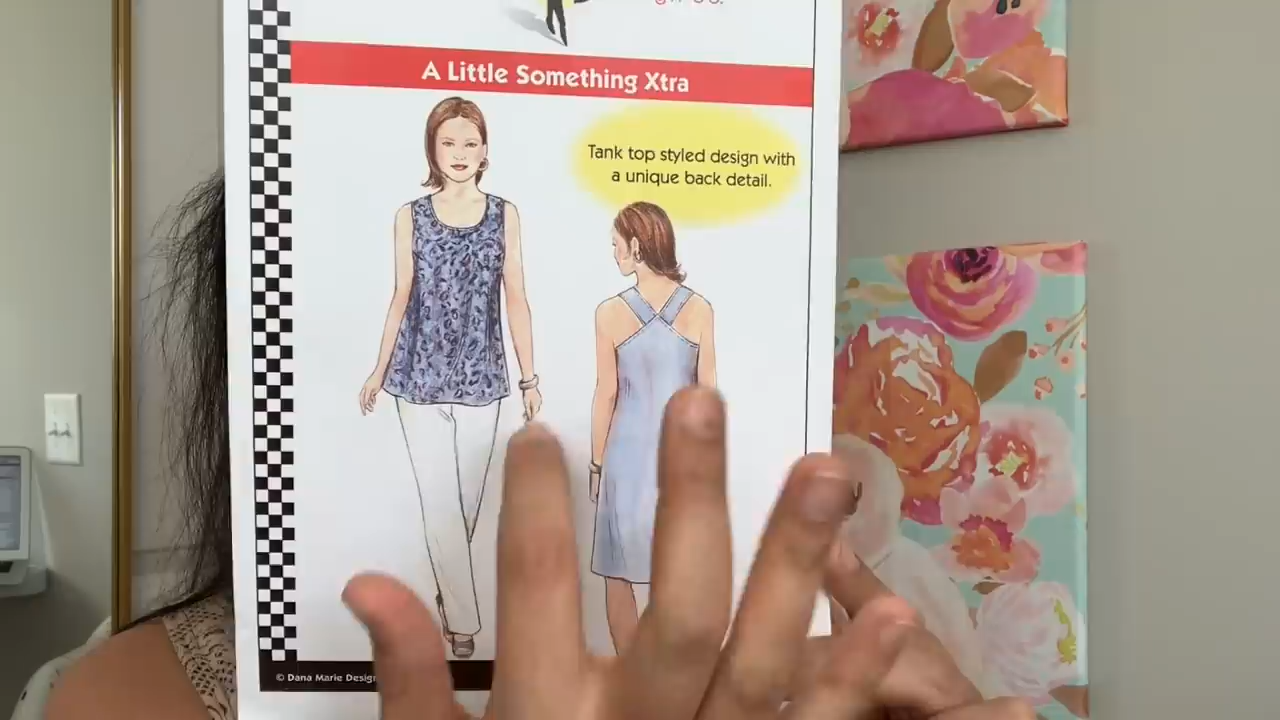 A Little Something Xtra
Tank top styled design with
a unique back detail.
© Dana Marie Design